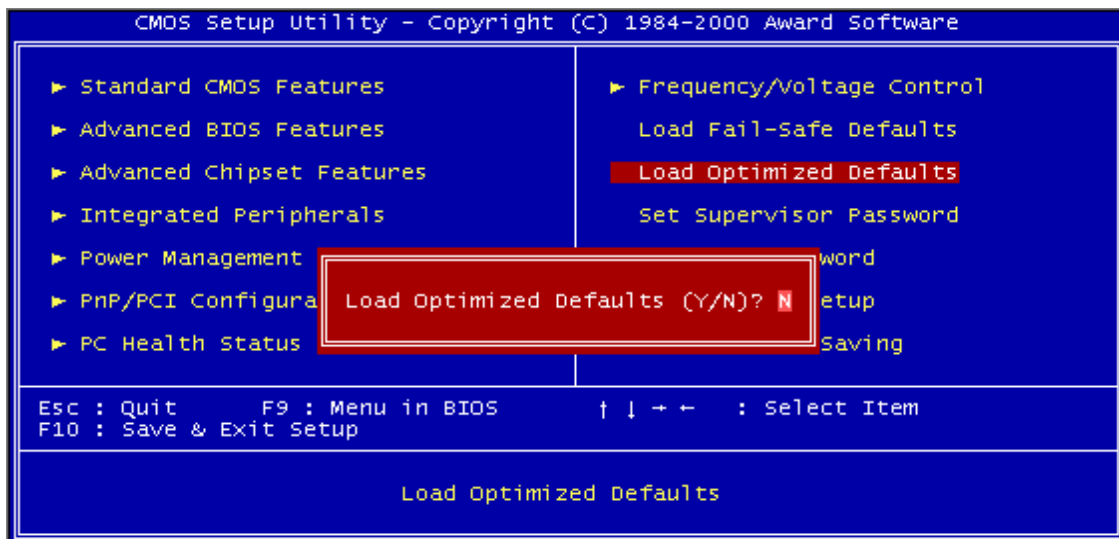 CMOS Setup Utility - Copyright (C) 1984-2000 Award Software
► Standard CMOS Features
► Advanced BIOS Features
► Advanced Chipset Features
► Integrated Peripherals
► Power Management
► PnP/PCI Configura
► PC Health Status
► Frequency/Voltage Control
Load Fail-Safe Defaults
Load Optimized Defaults
Set Supervisor Password
word
etup
Saving
Load Optimized Defaults (Y/N)? N
Esc : Quit F9 : Menu in BIOS ↑ ↓ → ← : Select Item
F10 : Save & Exit Setup
Load Optimized Defaults